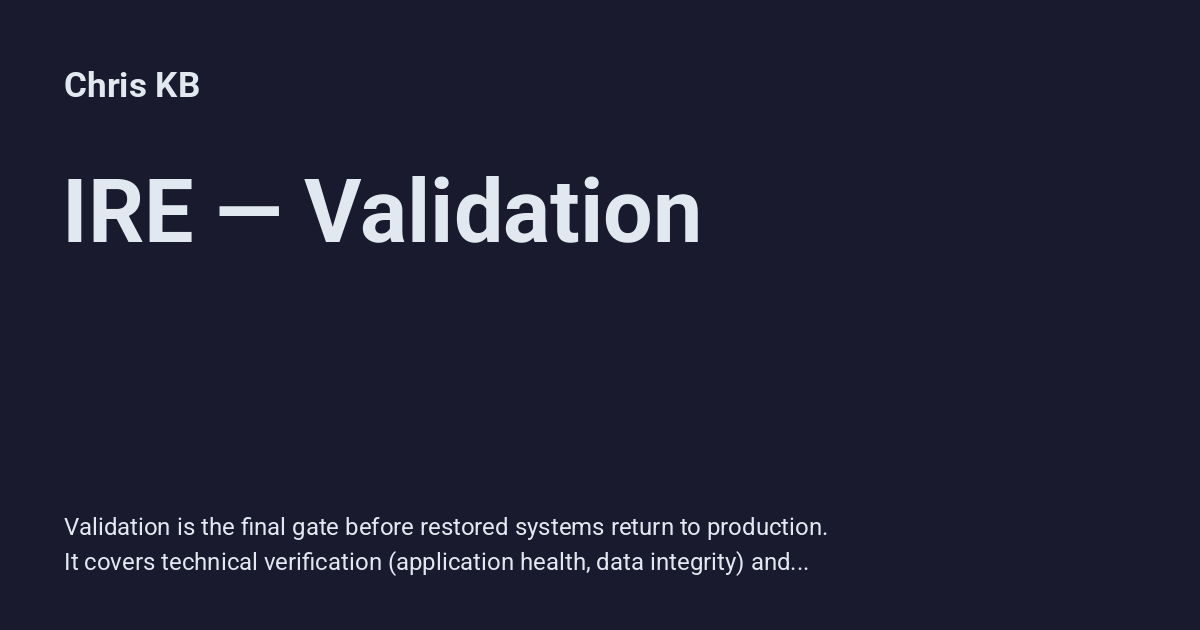 Chris KB
IRE — Validation
Validation is the final gate before restored systems return to production.
It covers technical verification (application health, data integrity) and...